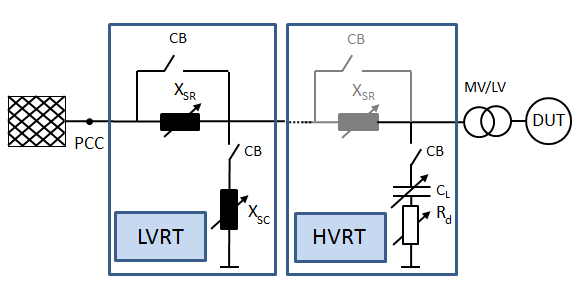 CB
X_SR
PCC
CB
X_SC
LVRT
CB
X_SR
CB
C_L
R_d
HVRT
MV/LV
DUT